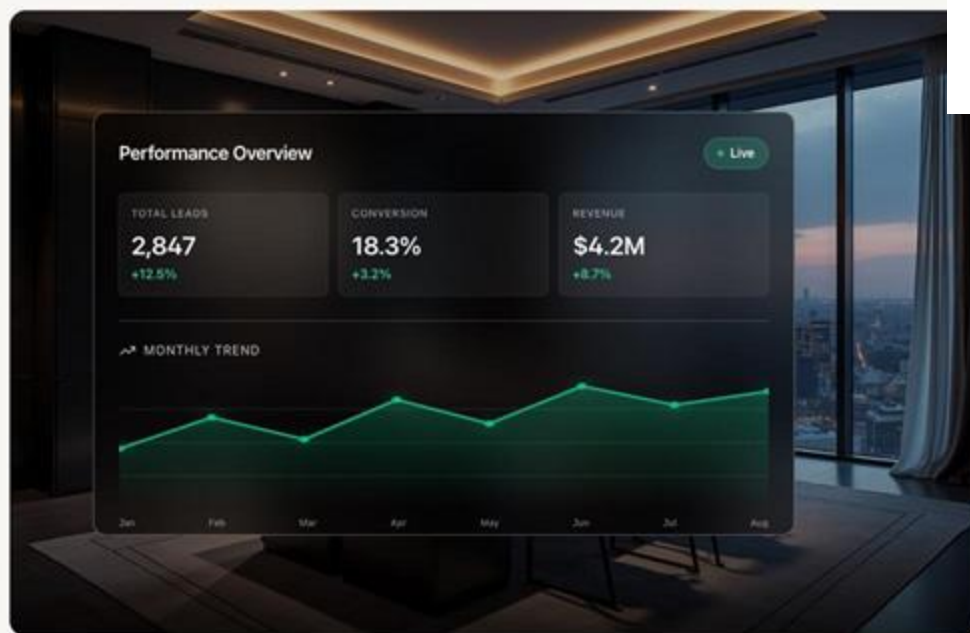 Performance Overview
Live
TOTAL LEADS
CONVERSION
REVENUE
2,847
18.3%
$4.2M
+12.5%
+3.2%
+8.7%
MONTHLY TREND
Jan
Feb
Mar
Apr
May
Jun
Jul
Aug